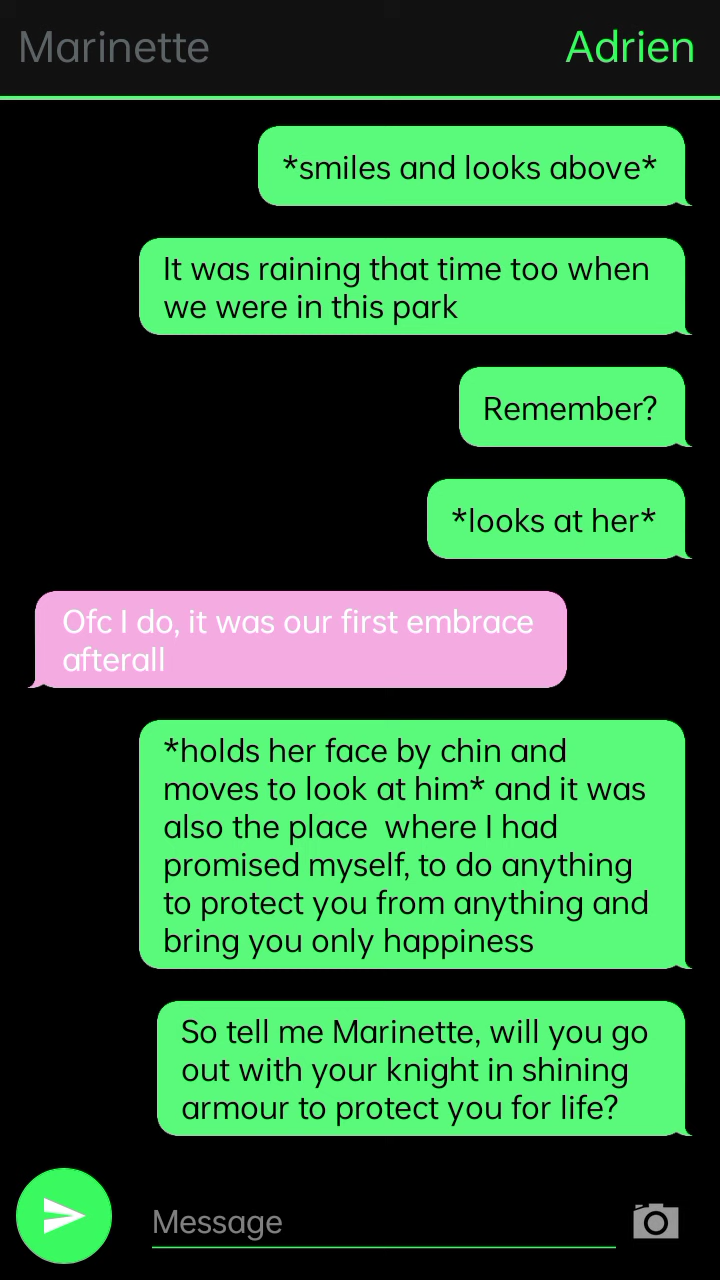 Marinette
Adrien
*smiles and looks above*
It was raining that time too when
we were in this park
Remember?
*looks at her*
Ofc I do, it was our first embrace
afterall
*holds her face by chin and
moves to look at him* and it was
also the place  where I had
promised myself, to do anything
to protect you from anything and
bring you only happiness
So tell me Marinette, will you go
out with your knight in shining
armour to protect you for life?
Message